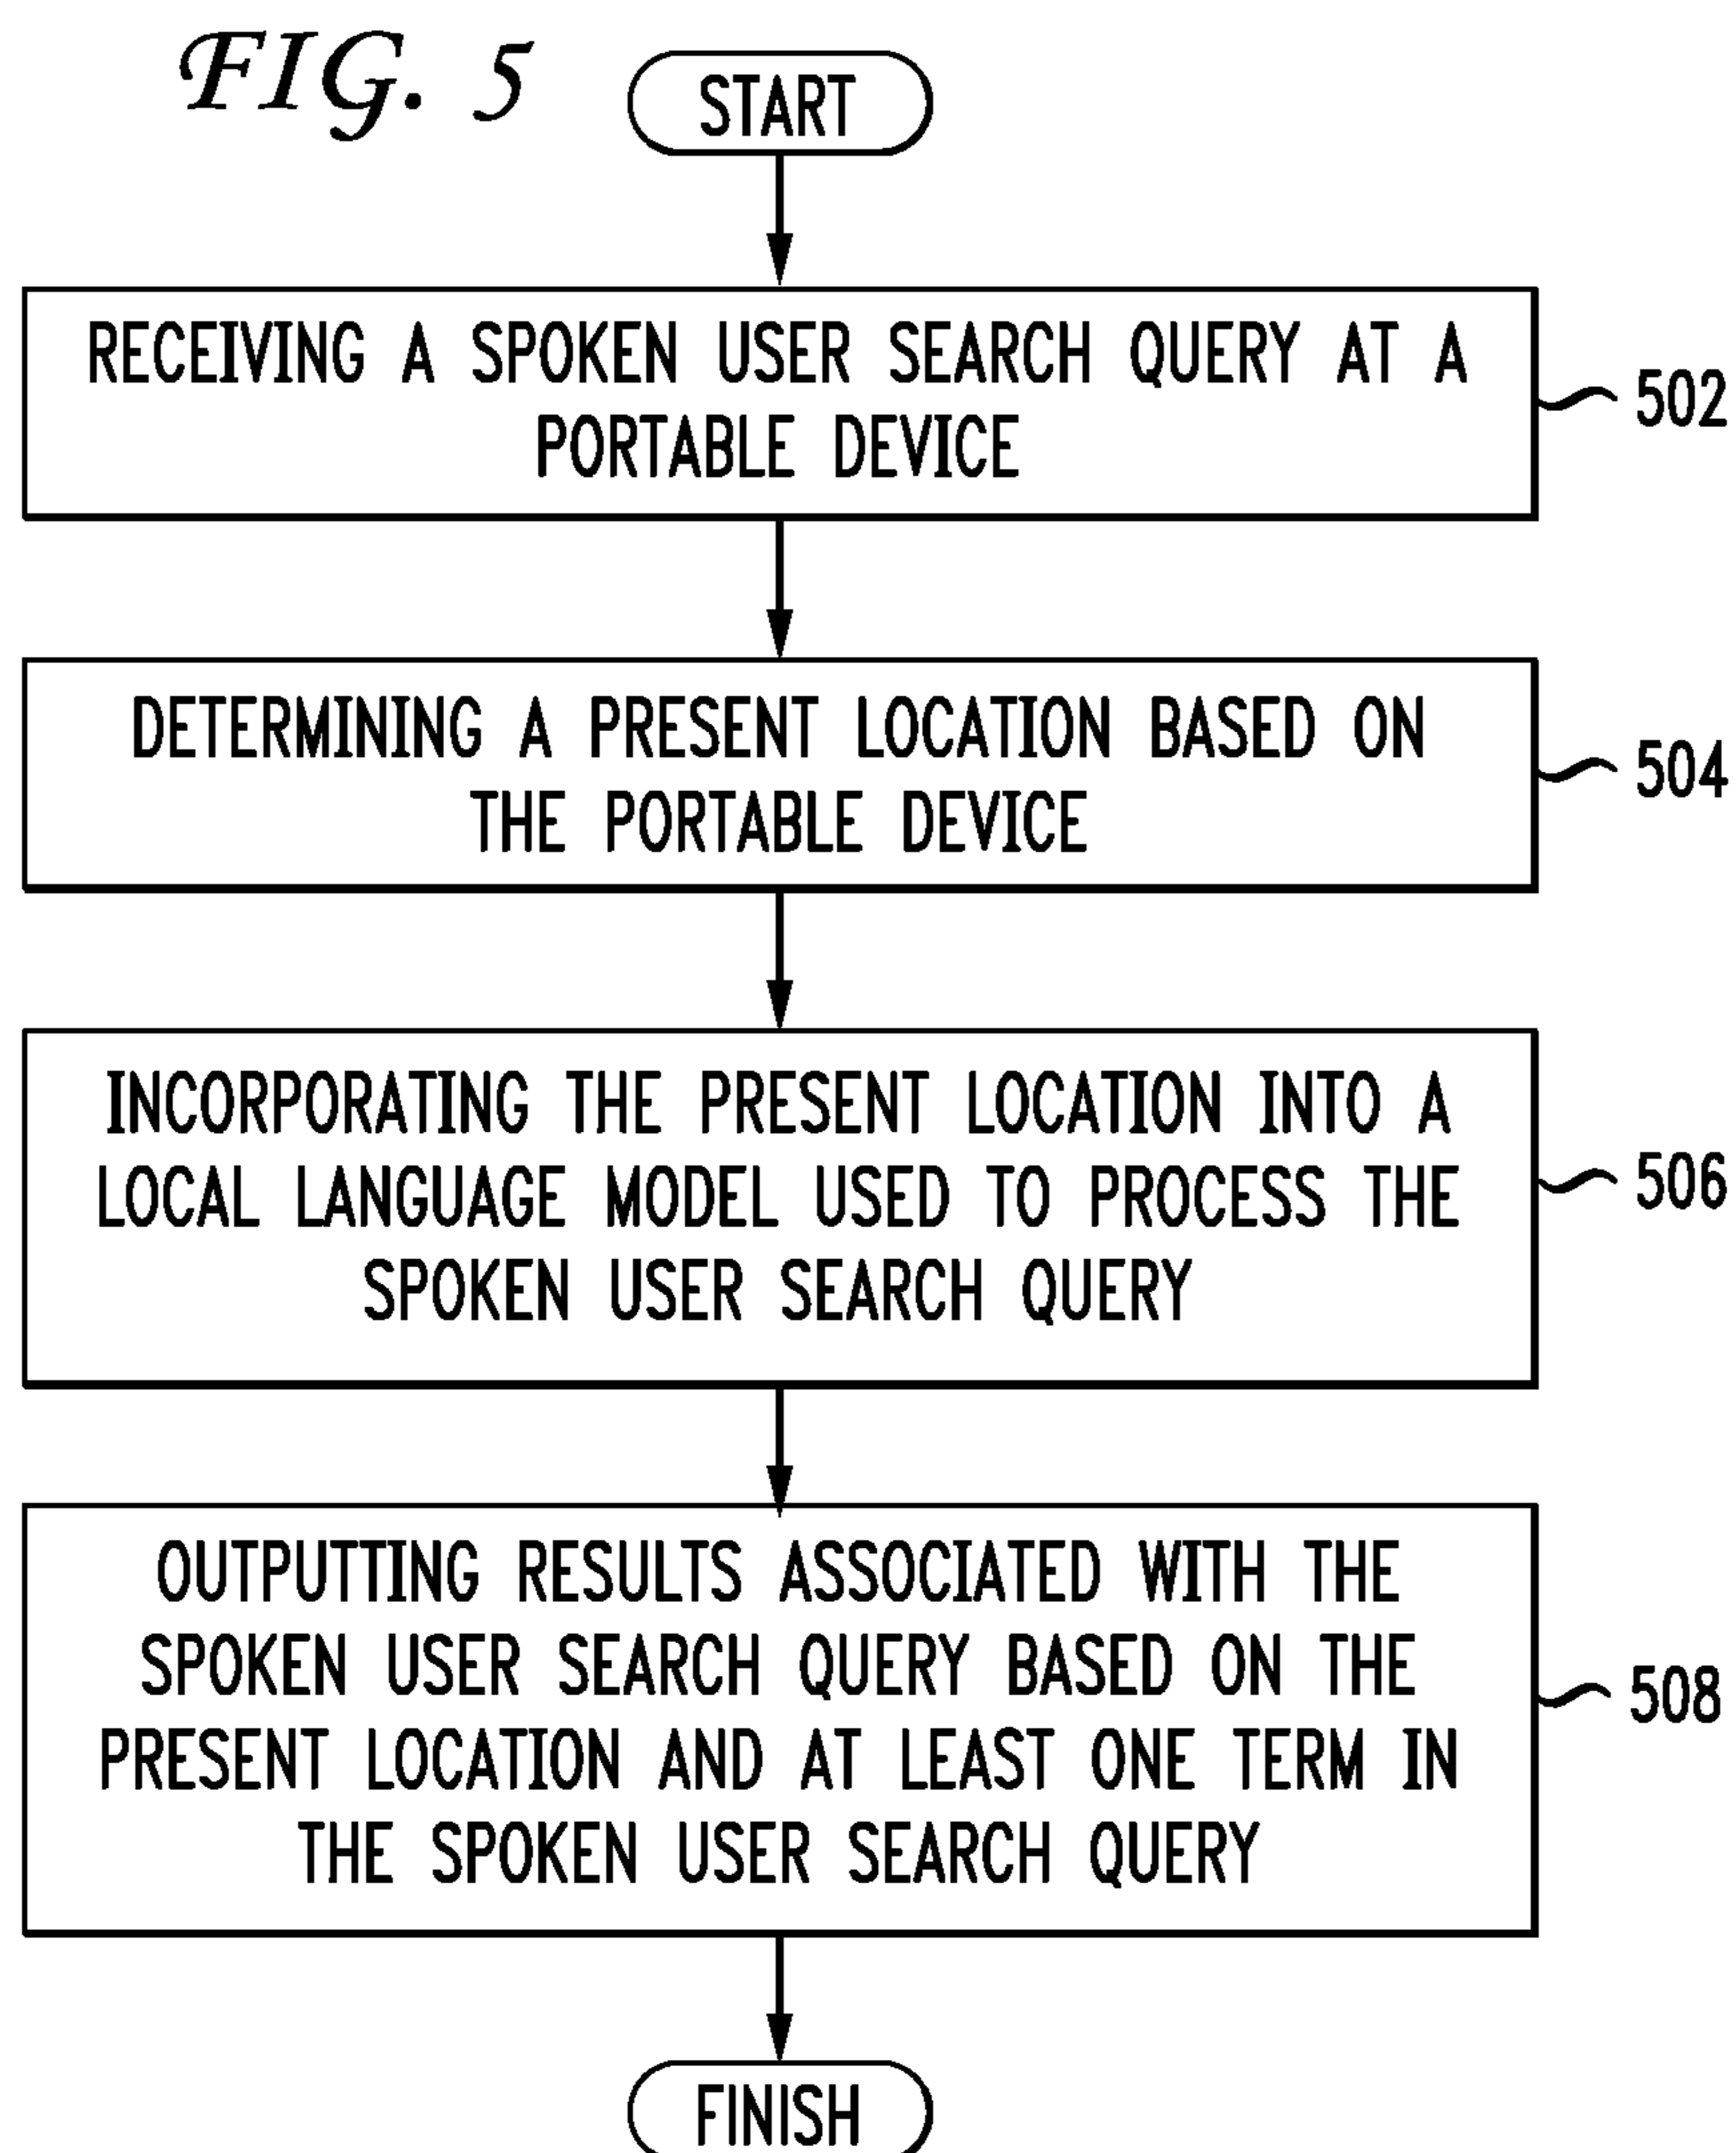 FIG. 5
START
RECEIVING A SPOKEN USER SEARCH QUERY AT A
PORTABLE DEVICE
502
DETERMINING A PRESENT LOCATION BASED ON
THE PORTABLE DEVICE
504
INCORPORATING THE PRESENT LOCATION INTO A
LOCAL LANGUAGE MODEL USED TO PROCESS THE
SPOKEN USER SEARCH QUERY
506
OUTPUTTING RESULTS ASSOCIATED WITH THE
SPOKEN USER SEARCH QUERY BASED ON THE
PRESENT LOCATION AND AT LEAST ONE TERM IN
THE SPOKEN USER SEARCH QUERY
508
FINISH